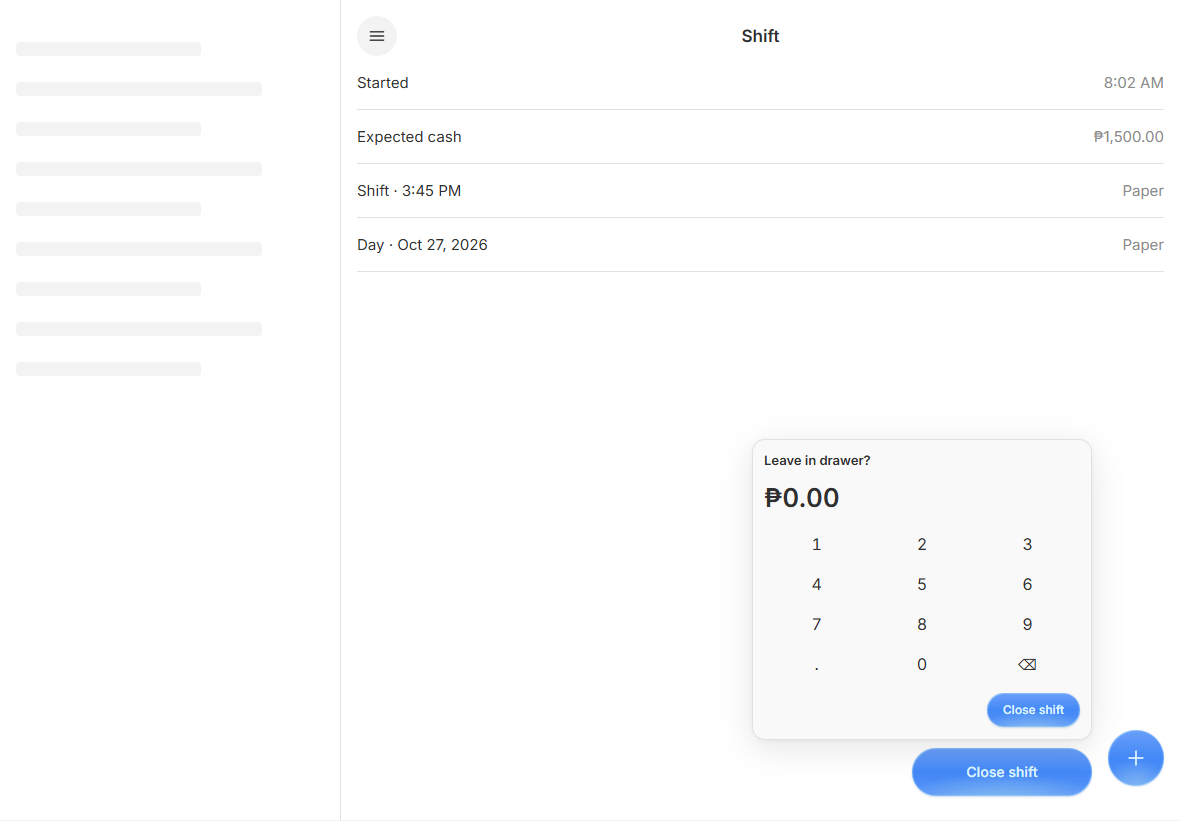 Shift
Started 8:02 AM
Expected cash ₱1,500.00
Shift · 3:45 PM Paper
Day · Oct 27, 2026 Paper
Leave in drawer?
₱0.00
1 2 3
4 5 6
7 8 9
. 0 ⌫
Close shift
Close shift